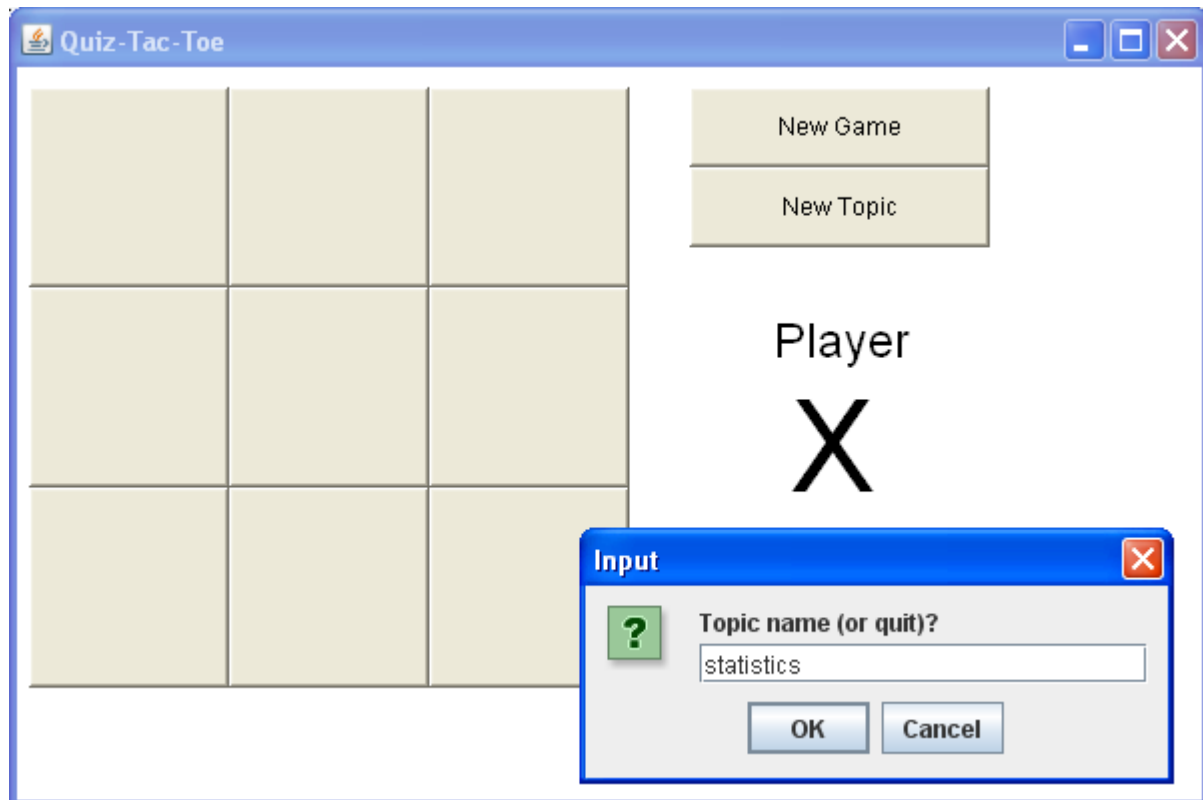 Quiz-Tac-Toe
New Game
New Topic
Player
X
Input
?
Topic name (or quit)?
statistics
OK
Cancel